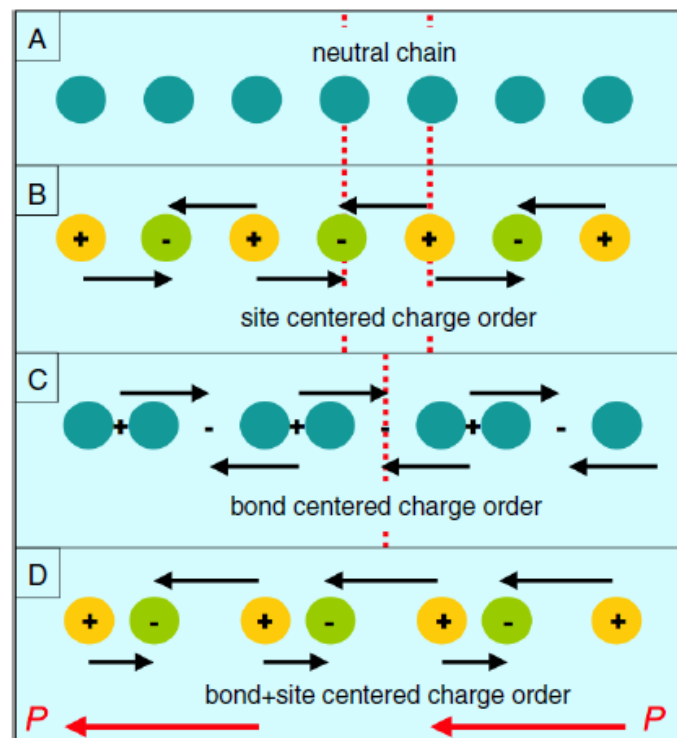 A
neutral chain
B
+ - + - + - +
site centered charge order
C
+ - + - + -
bond centered charge order
D
+ - + - + - +
bond+site centered charge order
P P